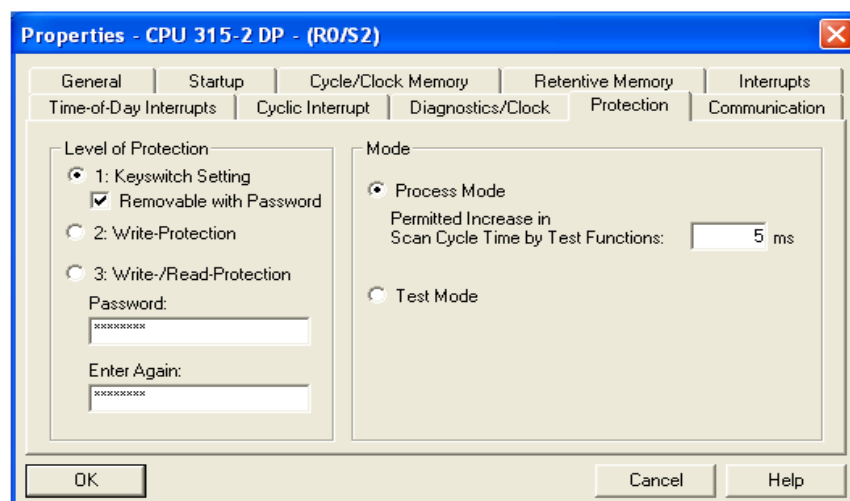 Properties - CPU 315-2 DP - (R0/S2)
General Startup Cycle/Clock Memory Retentive Memory Interrupts
Time-of-Day Interrupts Cyclic Interrupt Diagnostics/Clock Protection Communication
Level of Protection
1: Keyswitch Setting
Removable with Password
2: Write-Protection
3: Write-/Read-Protection
Password:
********
Enter Again:
********
Mode
Process Mode
Permitted Increase in
Scan Cycle Time by Test Functions: 5 ms
Test Mode
OK Cancel Help